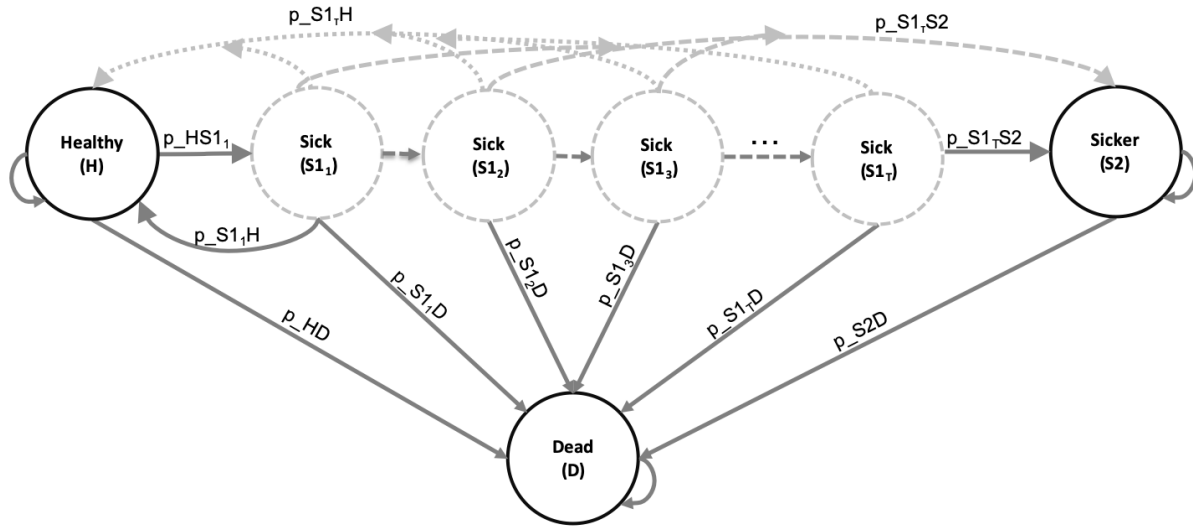 p_S1ₜH
p_S1ₜS2
Healthy
(H)
p_HS1₁
Sick
(S1₁)
Sick
(S1₂)
Sick
(S1₃)
...
Sick
(S1ₜ)
p_S1ₜS2
Sicker
(S2)
p_S1₁H
p_HD
p_S1₁D
p_S1₂D
p_S1₃D
p_S1ₜD
p_S2D
Dead
(D)